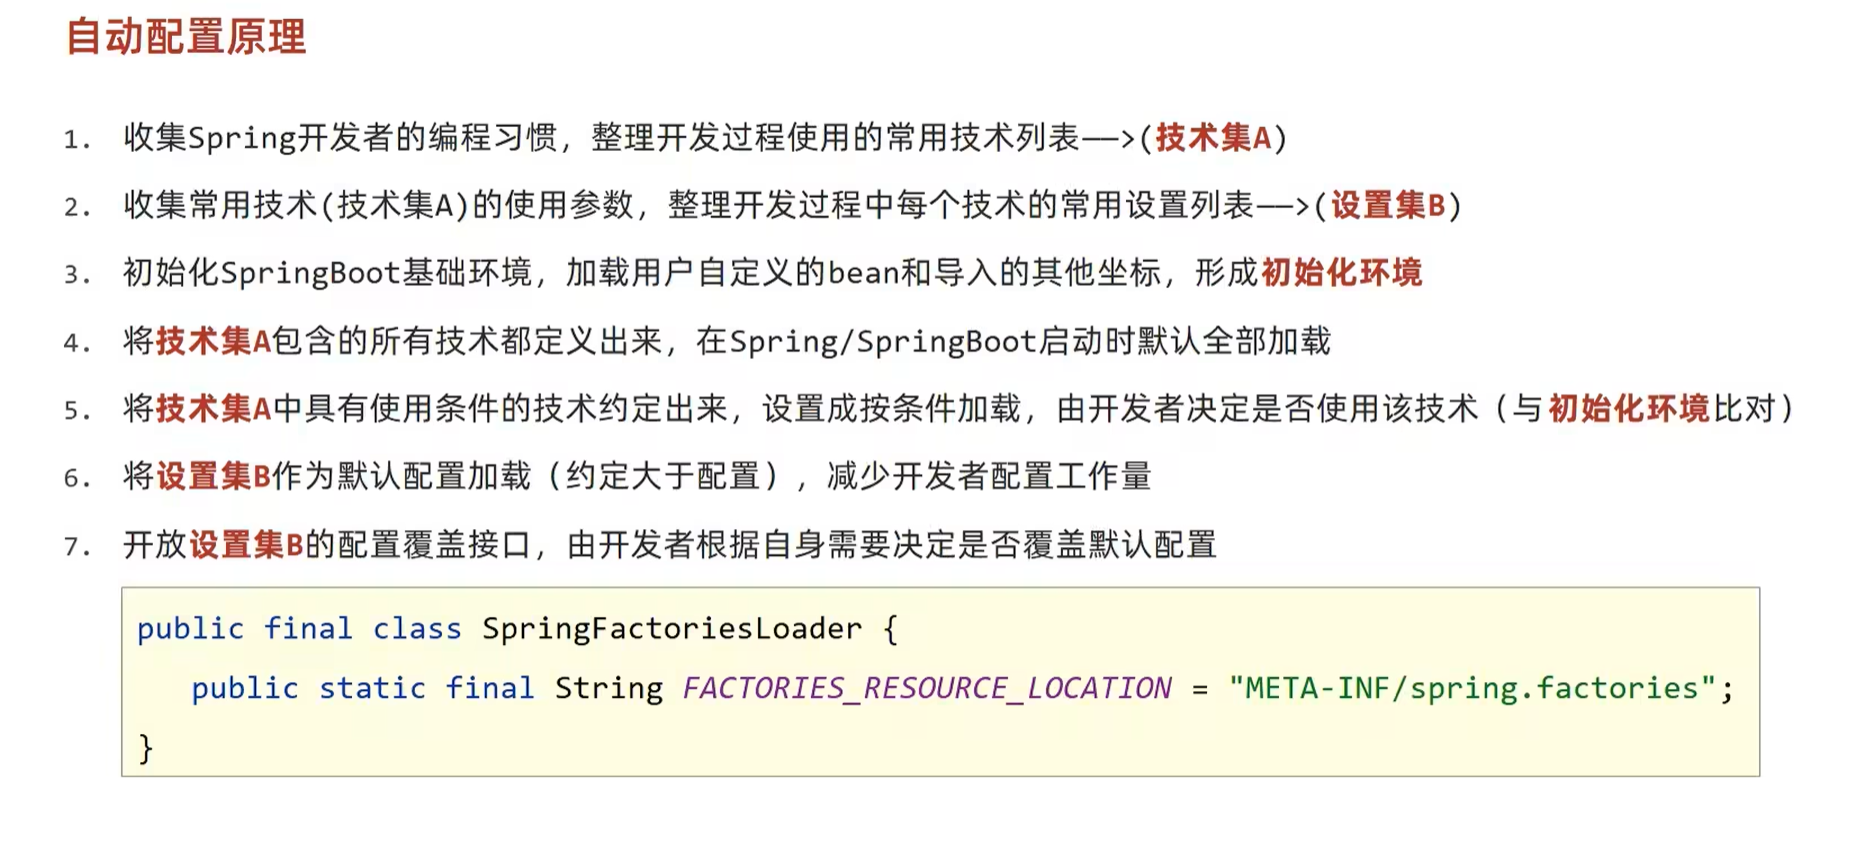 自动配置原理
1. 收集Spring开发者的编程习惯，整理开发过程使用的常用技术列表——>(技术集A)
2. 收集常用技术(技术集A)的使用参数，整理开发过程中每个技术的常用设置列表——>(设置集B)
3. 初始化SpringBoot基础环境，加载用户自定义的bean和导入的其他坐标，形成初始化环境
4. 将技术集A包含的所有技术都定义出来，在Spring/SpringBoot启动时默认全部加载
5. 将技术集A中具有使用条件的技术约定出来，设置成按条件加载，由开发者决定是否使用该技术（与初始化环境比对）
6. 将设置集B作为默认配置加载（约定大于配置），减少开发者配置工作量
7. 开放设置集B的配置覆盖接口，由开发者根据自身需要决定是否覆盖默认配置
public final class SpringFactoriesLoader {
public static final String FACTORIES_RESOURCE_LOCATION = "META-INF/spring.factories";
}